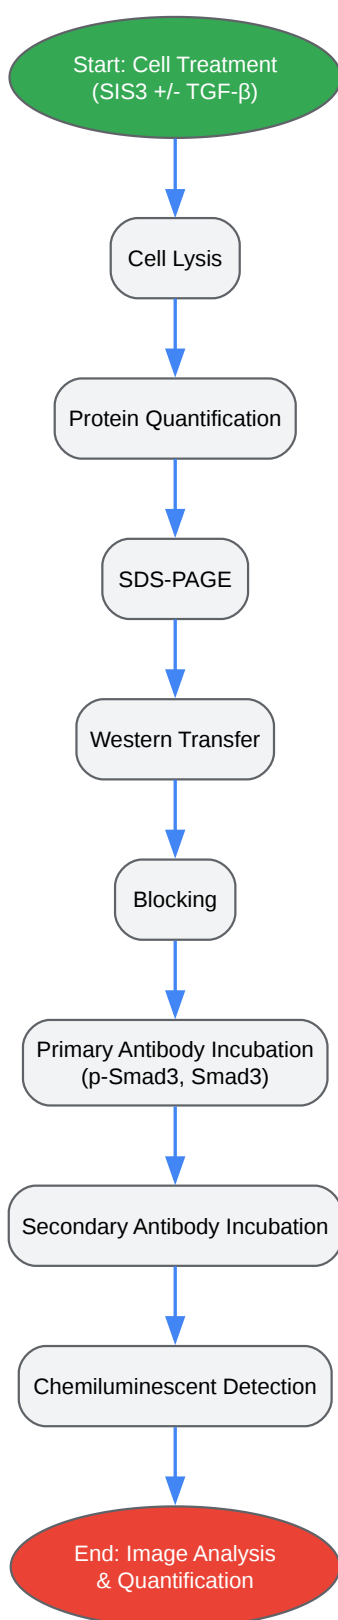 Start: Cell Treatment
(SIS3 +/- TGF-β)
Cell Lysis
Protein Quantification
SDS-PAGE
Western Transfer
Blocking
Primary Antibody Incubation
(p-Smad3, Smad3)
Secondary Antibody Incubation
Chemiluminescent Detection
End: Image Analysis
& Quantification